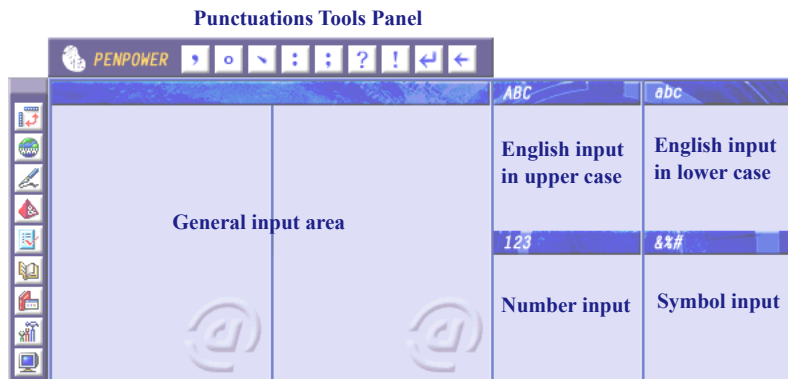 Punctuations Tools Panel
PENPOWER , 。 、 : ; ? ! ↵ ←
ABC
abc
English input
in upper case
English input
in lower case
General input area
123
&%#
Number input
Symbol input
@ @